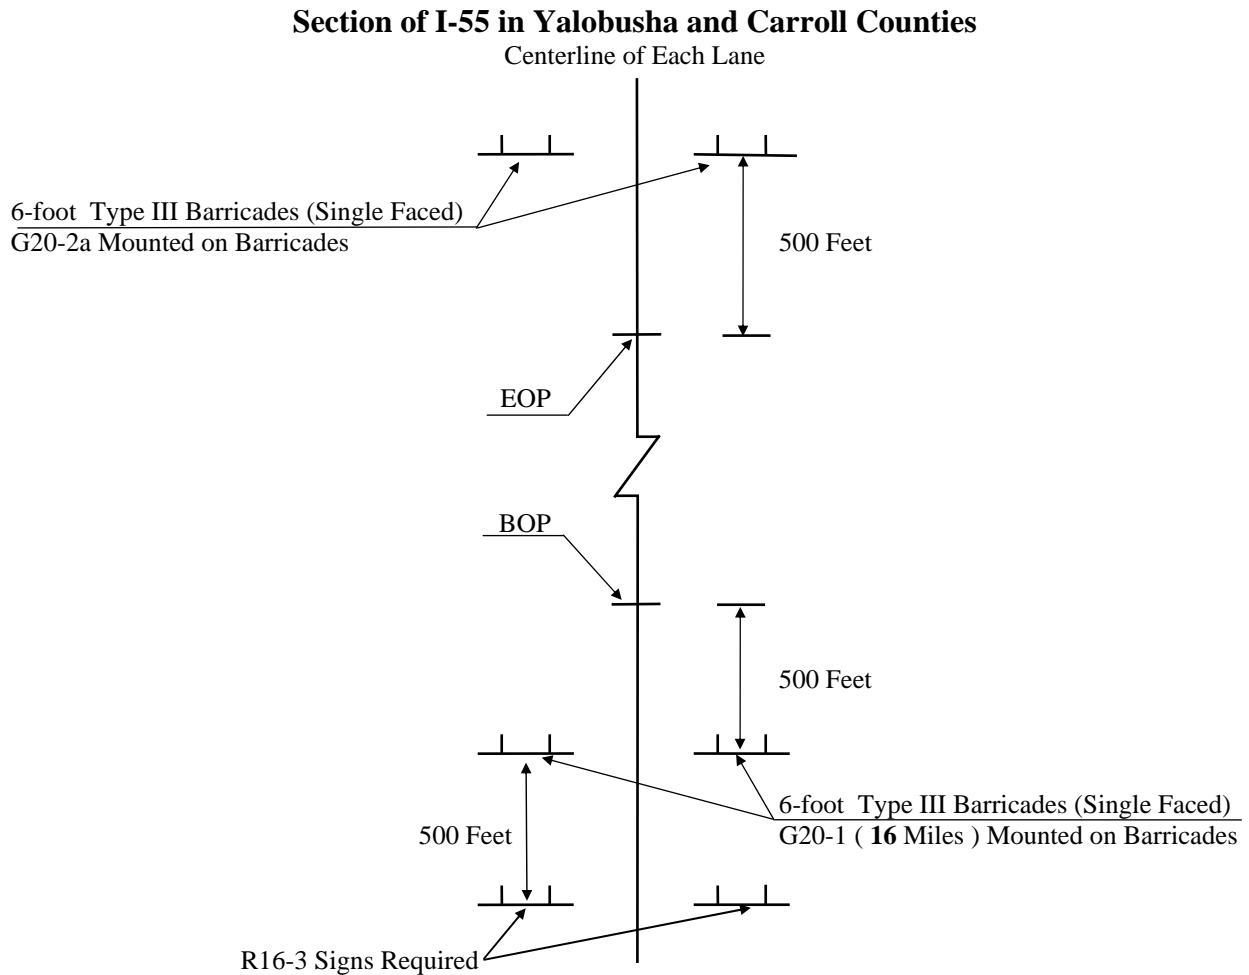 Section of I-55 in Yalobusha and Carroll Counties
Centerline of Each Lane
6-foot  Type III Barricades (Single Faced)
G20-2a Mounted on Barricades
500 Feet
EOP
BOP
500 Feet
6-foot  Type III Barricades (Single Faced)
G20-1 ( 16 Miles ) Mounted on Barricades
500 Feet
R16-3 Signs Required